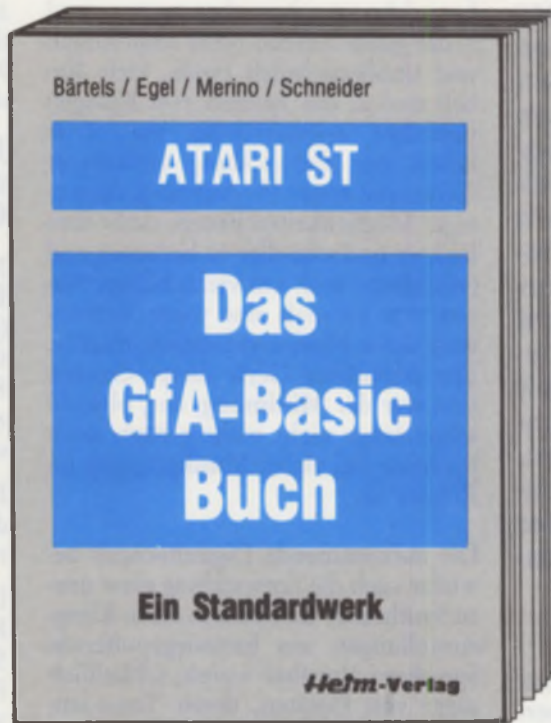 Bärtels / Egel / Merino / Schneider
ATARI ST
Das
GfA-Basic
Buch
Ein Standardwerk
Heim-Verlag